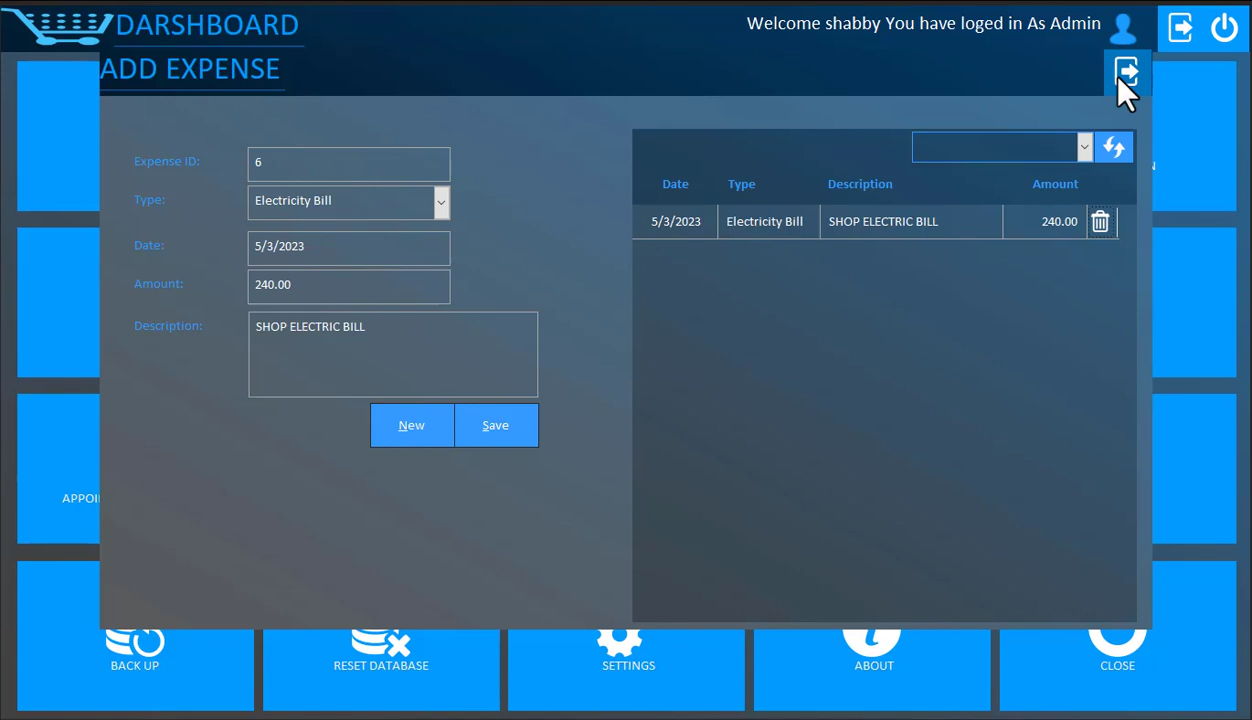 DARSHBOARD
Welcome shabby You have loged in As Admin
ADD EXPENSE
Expense ID: 6
Type: Electricity Bill
Date: 5/3/2023
Amount: 240.00
Description: SHOP ELECTRIC BILL
New Save
Date Type Description Amount
5/3/2023 Electricity Bill SHOP ELECTRIC BILL 240.00
N
APPOI
BACK UP
RESET DATABASE
SETTINGS
ABOUT
CLOSE